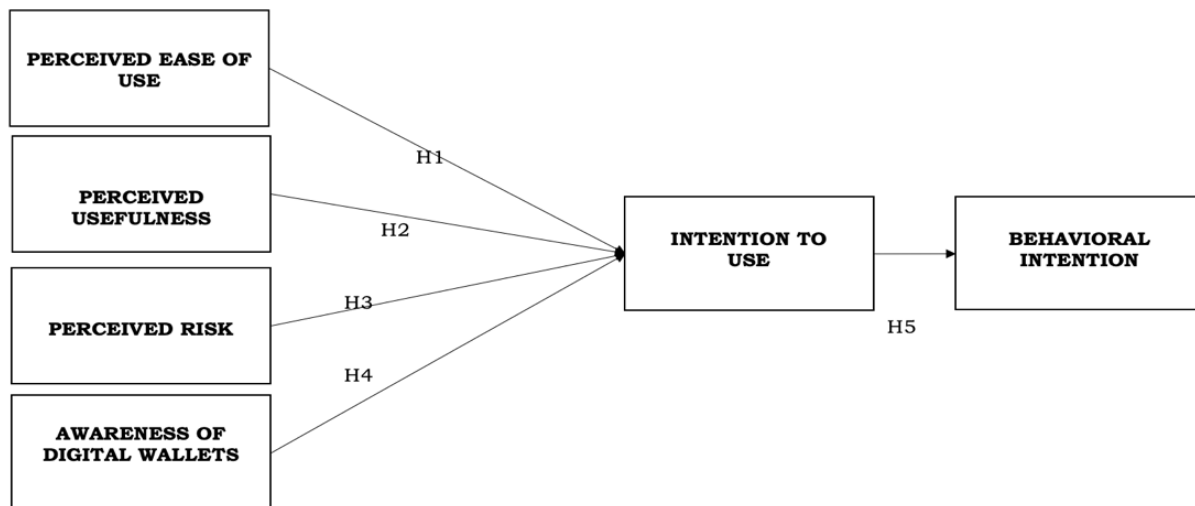 PERCEIVED EASE OF
USE
H1
PERCEIVED
USEFULNESS
H2
PERCEIVED RISK
H3
AWARENESS OF
DIGITAL WALLETS
H4
INTENTION TO
USE
H5
BEHAVIORAL
INTENTION